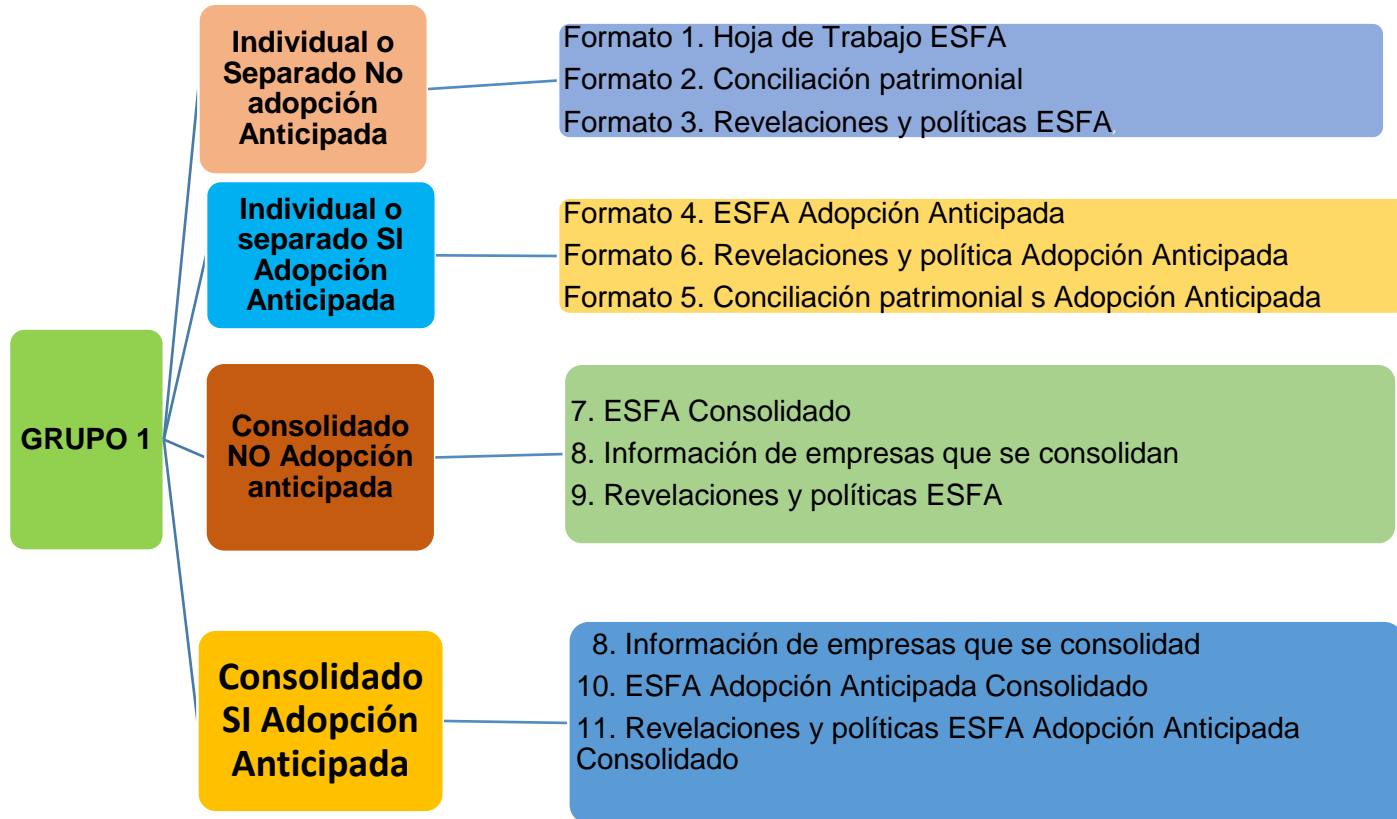 GRUPO 1
Individual o
Separado No
adopción
Anticipada
Formato 1. Hoja de Trabajo ESFA
Formato 2. Conciliación patrimonial
Formato 3. Revelaciones y políticas ESFA.
Individual o
separado SI
Adopción
Anticipada
Formato 4. ESFA Adopción Anticipada
Formato 6. Revelaciones y política Adopción Anticipada
Formato 5. Conciliación patrimonial s Adopción Anticipada
Consolidado
NO Adopción
anticipada
7. ESFA Consolidado
8. Información de empresas que se consolidan
9. Revelaciones y políticas ESFA
Consolidado
SI Adopción
Anticipada
8. Información de empresas que se consolidad
10. ESFA Adopción Anticipada Consolidado
11. Revelaciones y políticas ESFA Adopción Anticipada
Consolidado